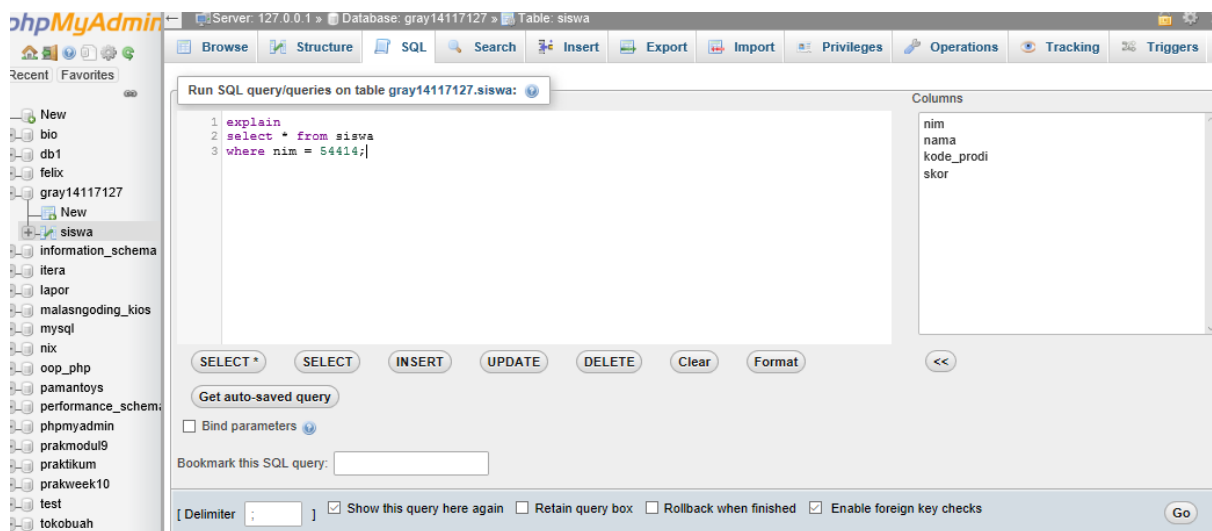 phpMyAdmin
Recent Favorites
New
bio
db1
felix
gray14117127
New
siswa
information_schema
itera
lapor
malasngoding_kios
mysql
nix
oop_php
pamantoys
performance_schema
phpmyadmin
prakmodul9
praktikum
prakweek10
test
tokobuah
← Server: 127.0.0.1 » Database: gray14117127 » Table: siswa
Browse Structure SQL Search Insert Export Import Privileges Operations Tracking Triggers
Run SQL query/queries on table gray14117127.siswa:
1 explain
2 select * from siswa
3 where nim = 54414;
Columns
nim
nama
kode_prodi
skor
SELECT * SELECT INSERT UPDATE DELETE Clear Format <<
Get auto-saved query
Bind parameters
Bookmark this SQL query:
[ Delimiter ; ] Show this query here again Retain query box Rollback when finished Enable foreign key checks Go